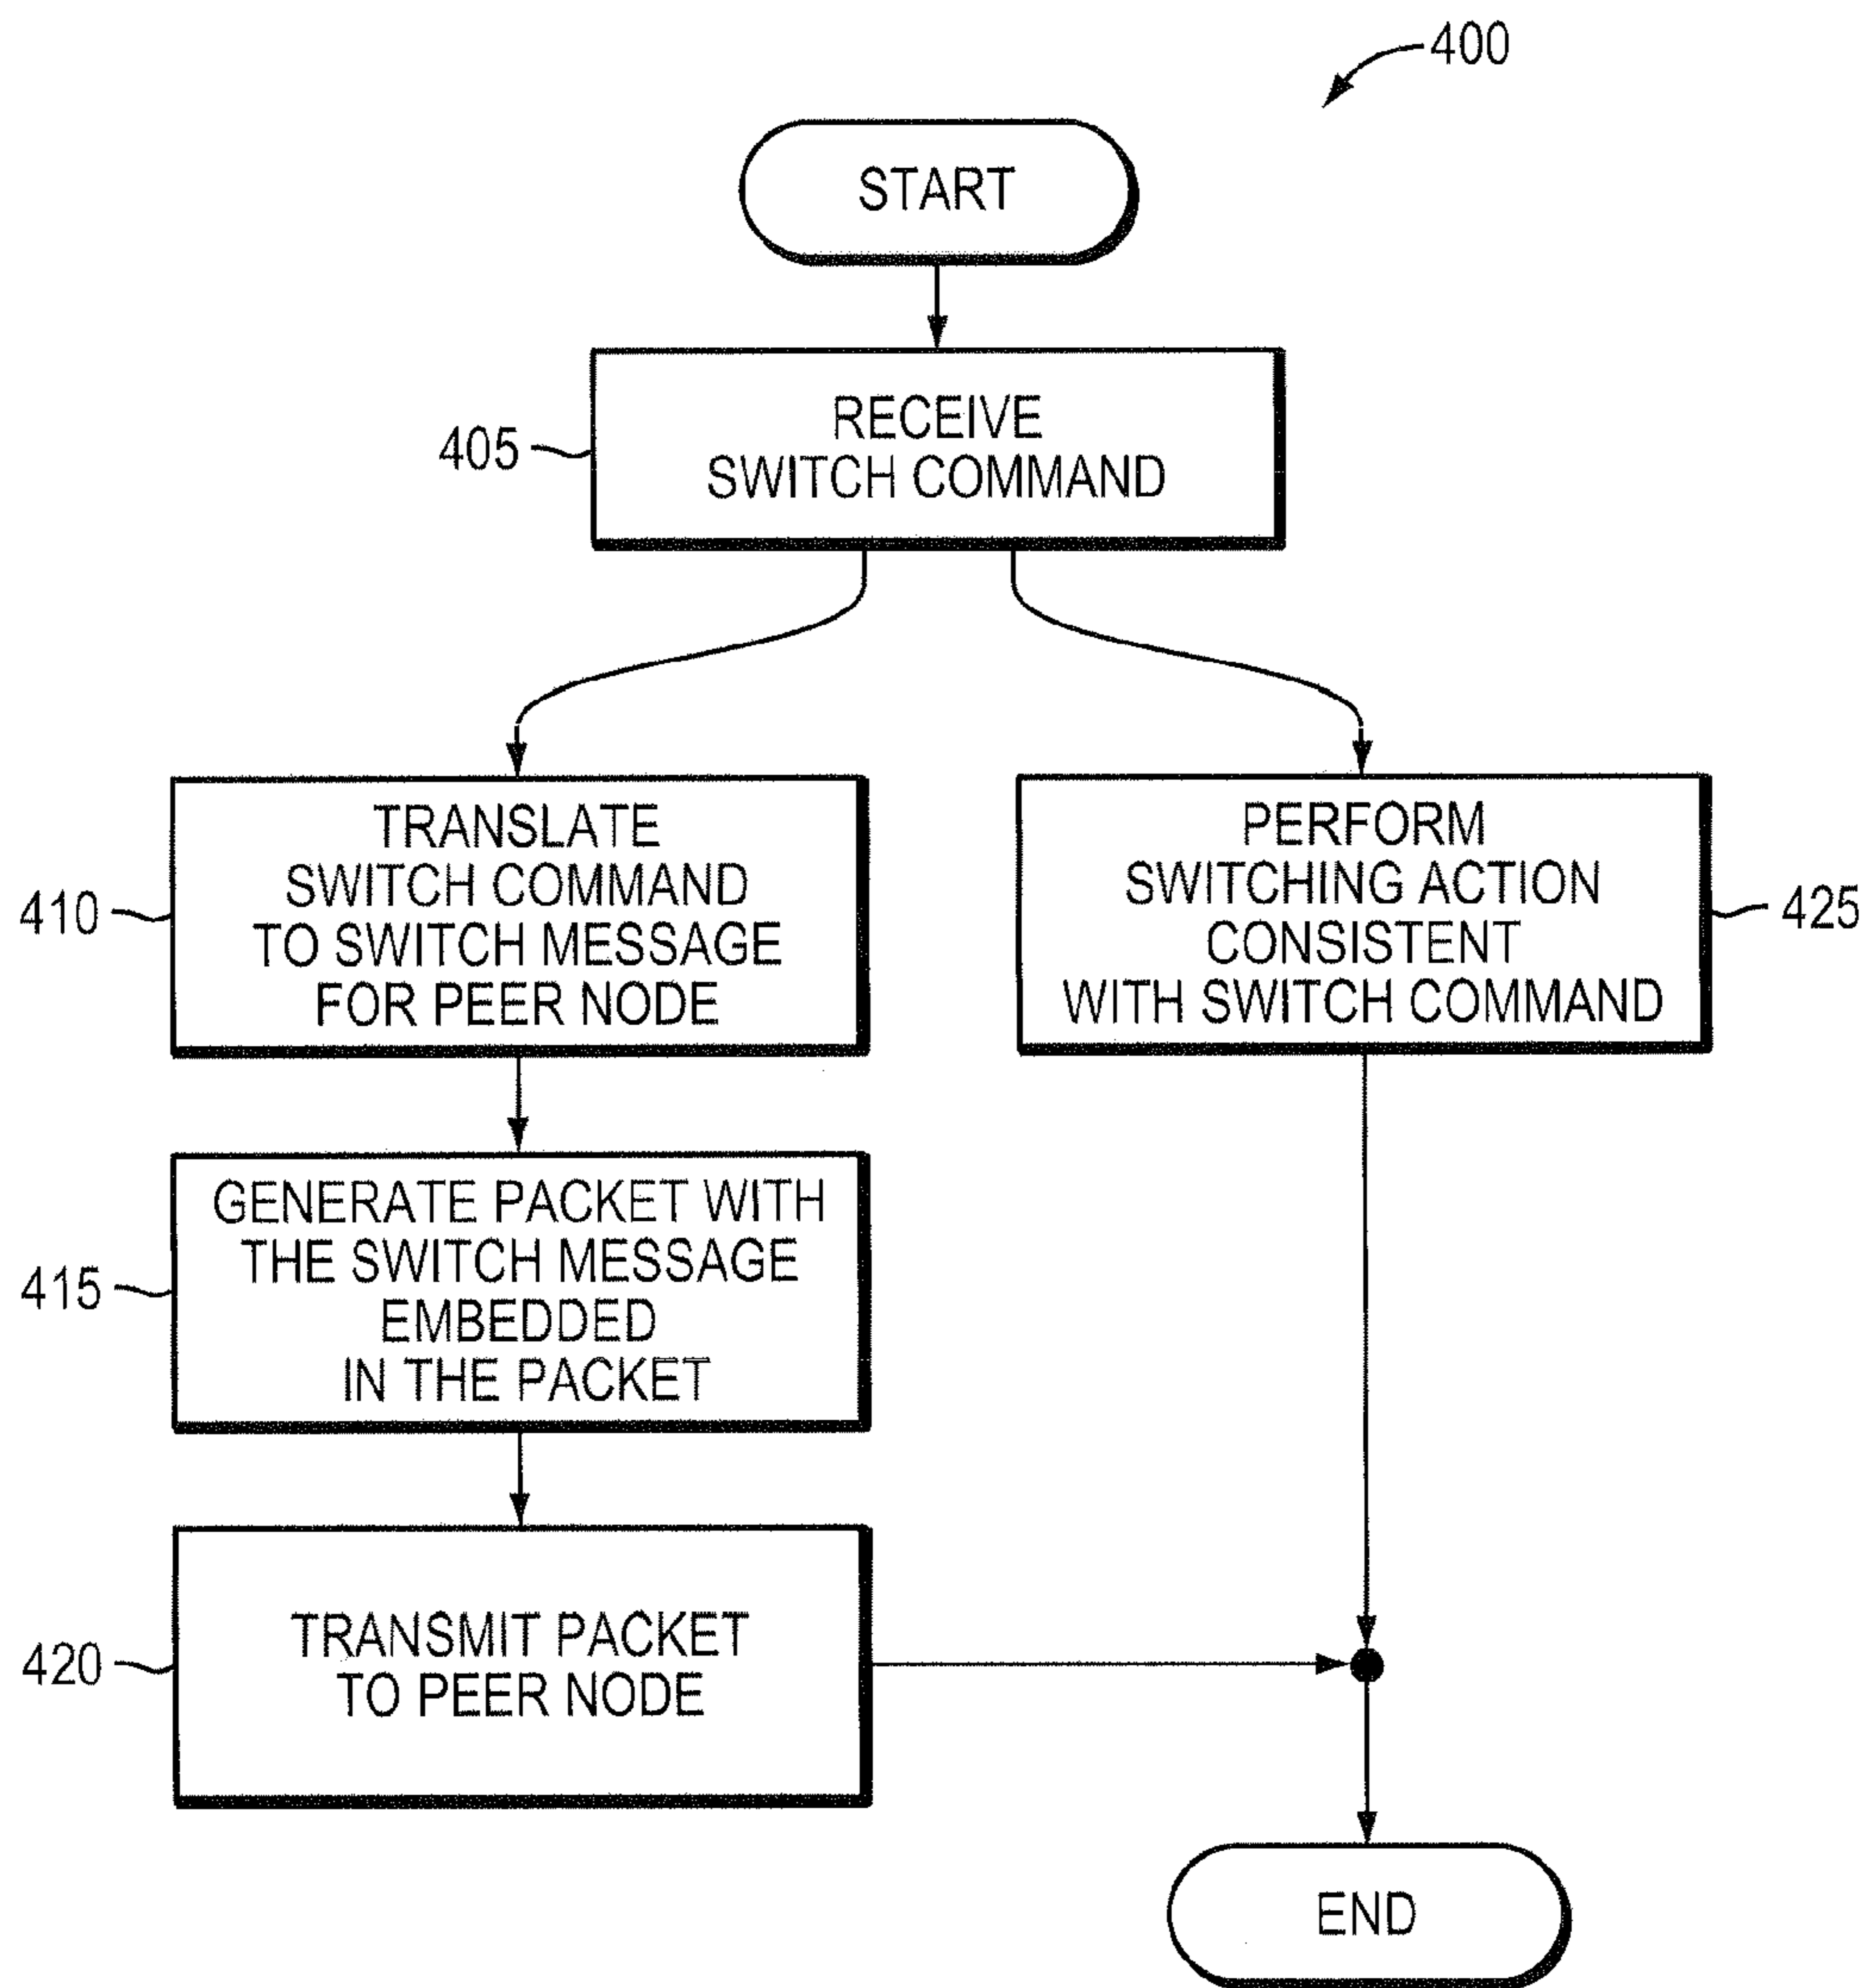 400
START
405
RECEIVE
SWITCH COMMAND
410
TRANSLATE
SWITCH COMMAND
TO SWITCH MESSAGE
FOR PEER NODE
PERFORM
SWITCHING ACTION
CONSISTENT
WITH SWITCH COMMAND
425
415
GENERATE PACKET WITH
THE SWITCH MESSAGE
EMBEDDED
IN THE PACKET
420
TRANSMIT PACKET
TO PEER NODE
END